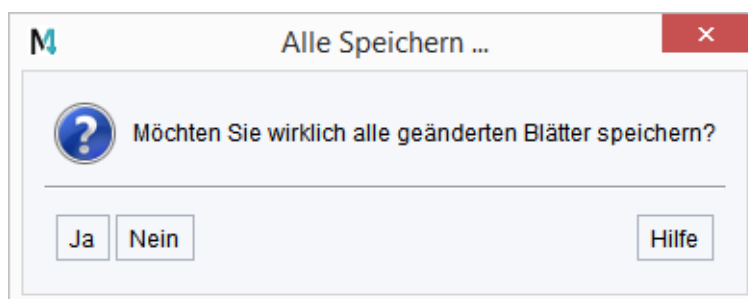 Alle Speichern ...
Möchten Sie wirklich alle geänderten Blätter speichern?
Ja Nein Hilfe